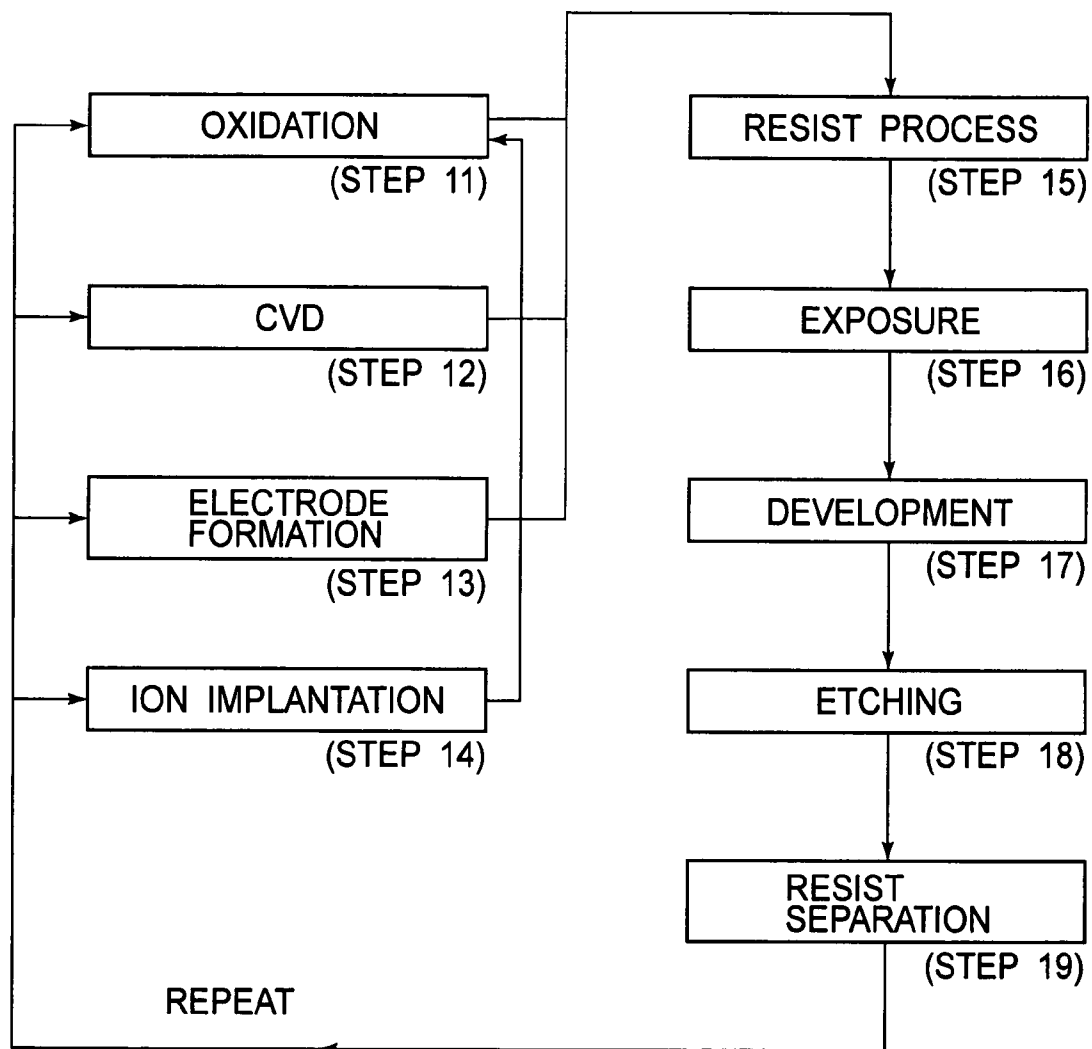 OXIDATION
(STEP 11)
CVD
(STEP 12)
ELECTRODE
FORMATION
(STEP 13)
ION IMPLANTATION
(STEP 14)
RESIST PROCESS
(STEP 15)
EXPOSURE
(STEP 16)
DEVELOPMENT
(STEP 17)
ETCHING
(STEP 18)
RESIST
SEPARATION
(STEP 19)
REPEAT